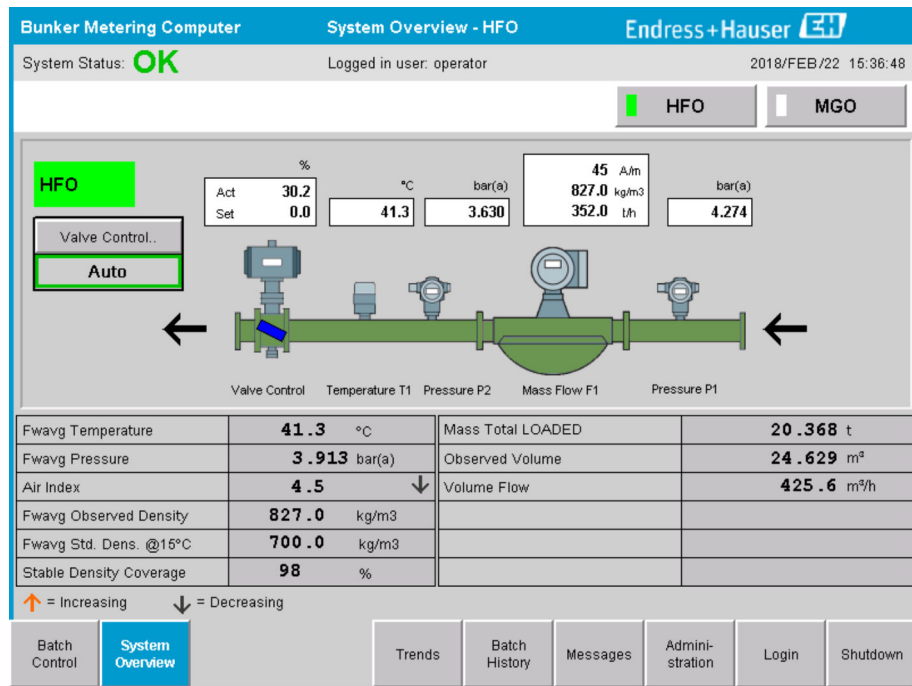 Bunker Metering Computer System Overview - HFO Endress+Hauser EH
System Status: OK Logged in user: operator 2018/FEB/22 15:36:48
HFO MGO
HFO
Valve Control..
Auto
%
Act 30.2
Set 0.0
°C
41.3
bar(a)
3.630
45 A/m
827.0 kg/m3
352.0 t/h
bar(a)
4.274
Valve Control Temperature T1 Pressure P2 Mass Flow F1 Pressure P1
Fwavg Temperature 41.3 °C Mass Total LOADED 20.368 t
Fwavg Pressure 3.913 bar(a) Observed Volume 24.629 m³
Air Index 4.5 ↓ Volume Flow 425.6 m³/h
Fwavg Observed Density 827.0 kg/m3
Fwavg Std. Dens. @15°C 700.0 kg/m3
Stable Density Coverage 98 %
↑ = Increasing ↓ = Decreasing
Batch Control
System Overview
Trends
Batch History
Messages
Admini-
stration
Login
Shutdown